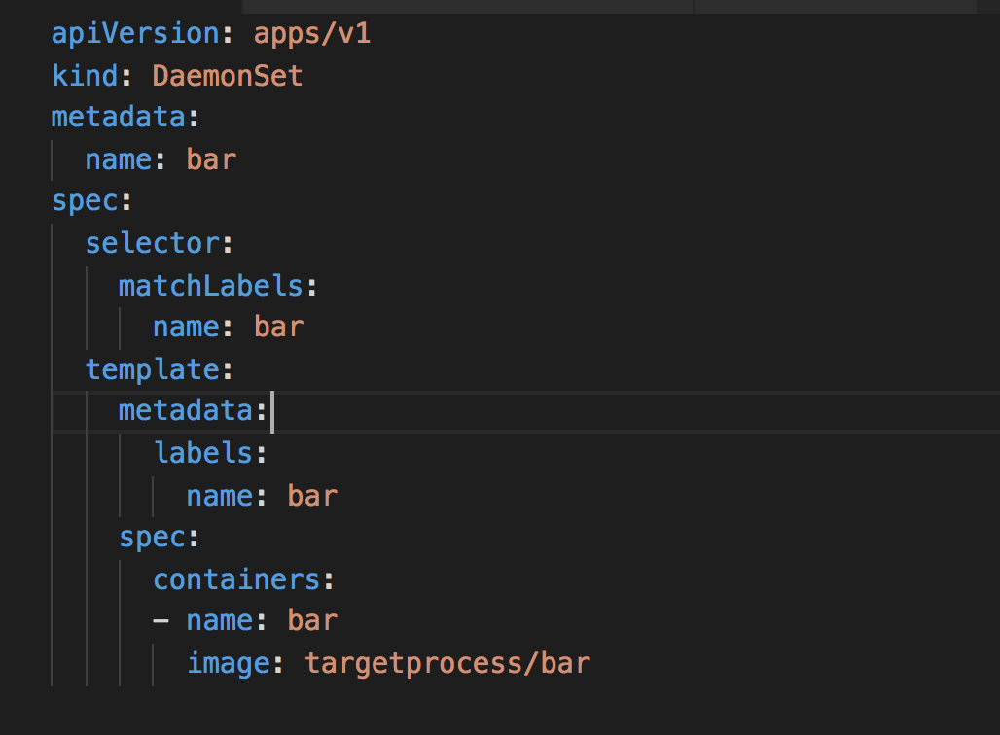 apiVersion: apps/v1
kind: DaemonSet
metadata:
  name: bar
spec:
  selector:
    matchLabels:
      name: bar
  template:
    metadata:
      labels:
        name: bar
    spec:
      containers:
      - name: bar
        image: targetprocess/bar